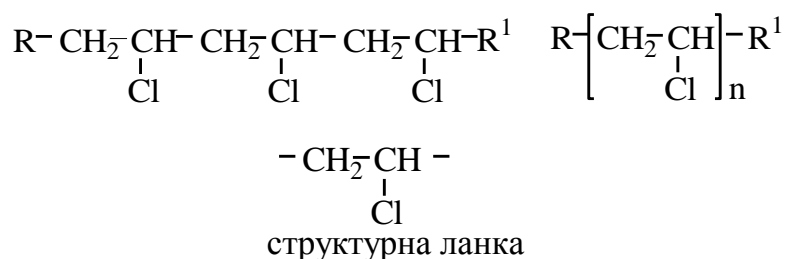 R-CH₂-CH-CH₂-CH-CH₂-CH-R¹ R-[CH₂-CH]-R¹
Cl Cl Cl Cl n
-CH₂-CH-
Cl
структурна ланка